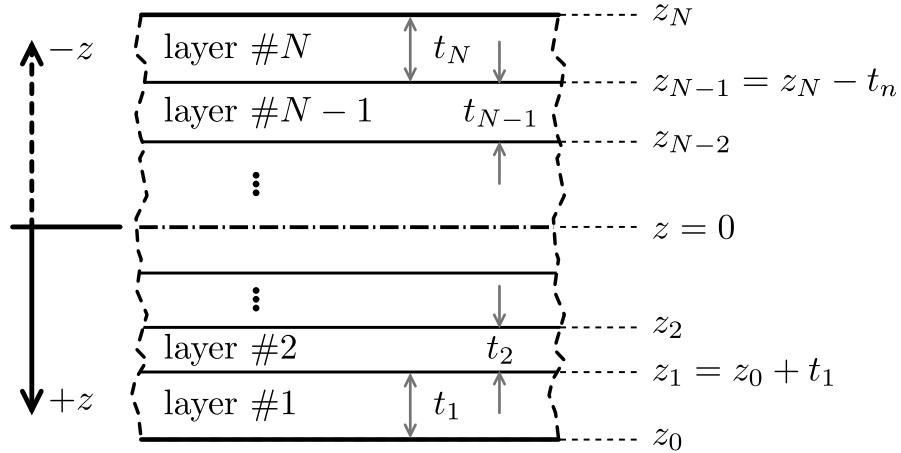 z_N
−z
layer #N
t_N
z_{N−1} = z_N − t_n
layer #N − 1
t_{N−1}
z_{N−2}
z = 0
z_2
layer #2
t_2
z_1 = z_0 + t_1
+z
layer #1
t_1
z_0